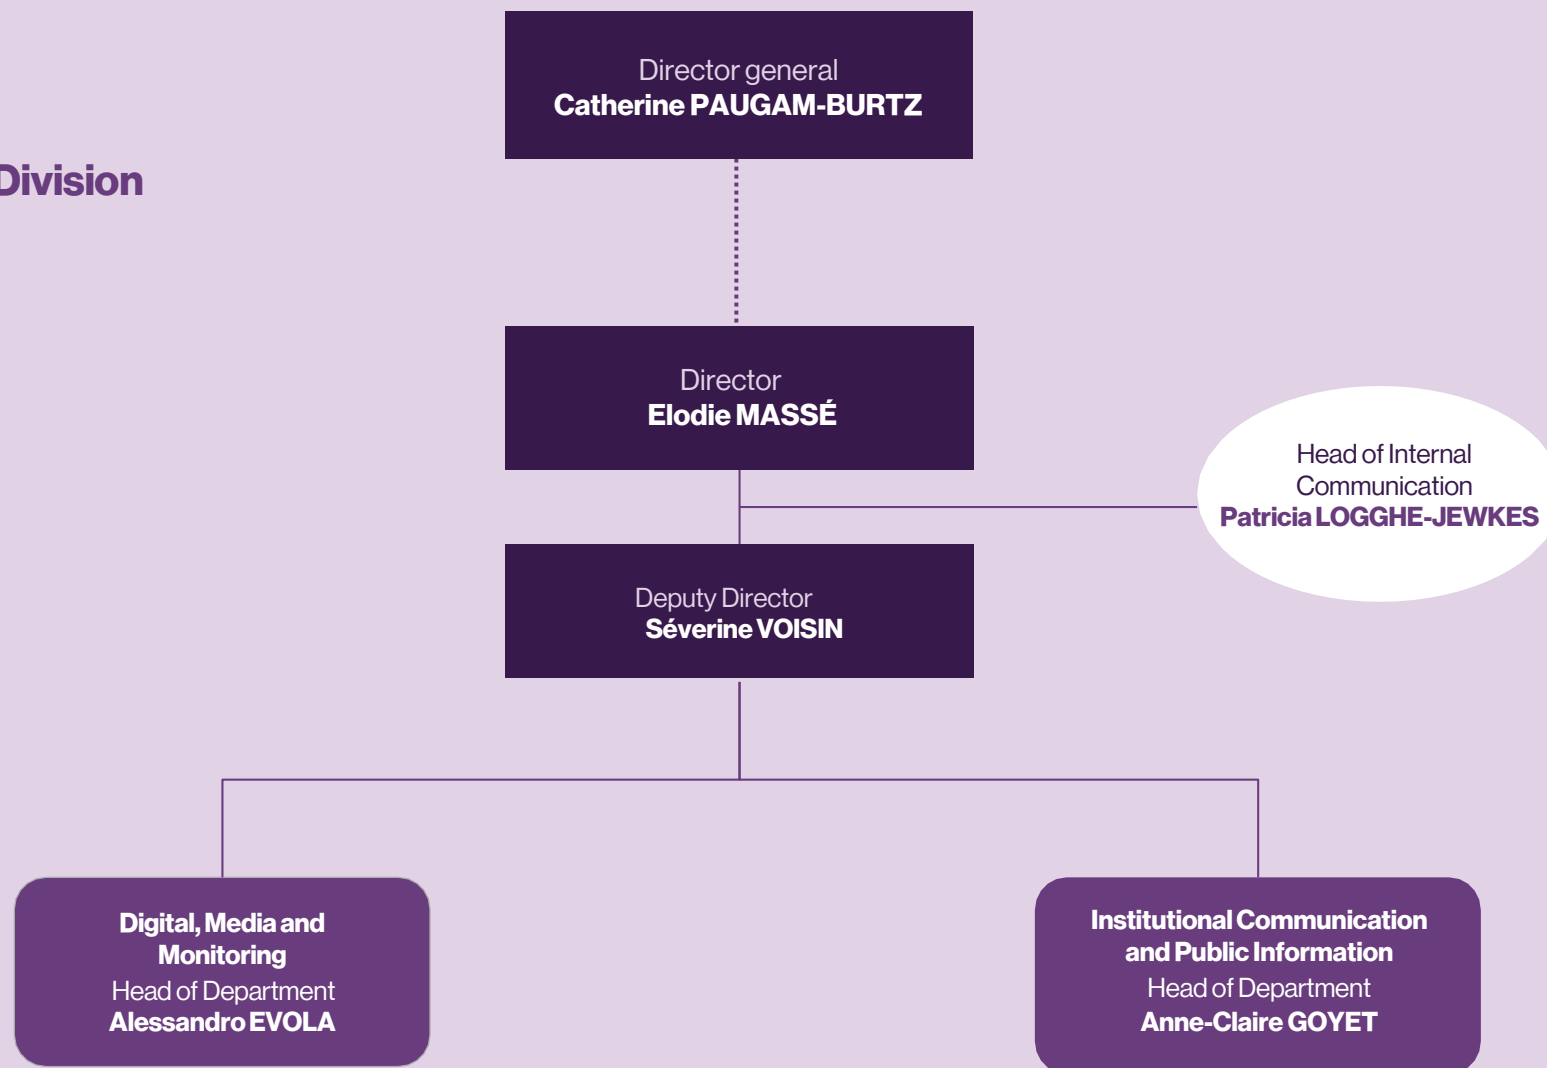 Director general
Catherine PAUGAM-BURTZ
Division
Director
Elodie MASSÉ
Head of Internal
Communication
Patricia LOGGHE-JEWKES
Deputy Director
Séverine VOISIN
Digital, Media and
Monitoring
Head of Department
Alessandro EVOLA
Institutional Communication
and Public Information
Head of Department
Anne-Claire GOYET